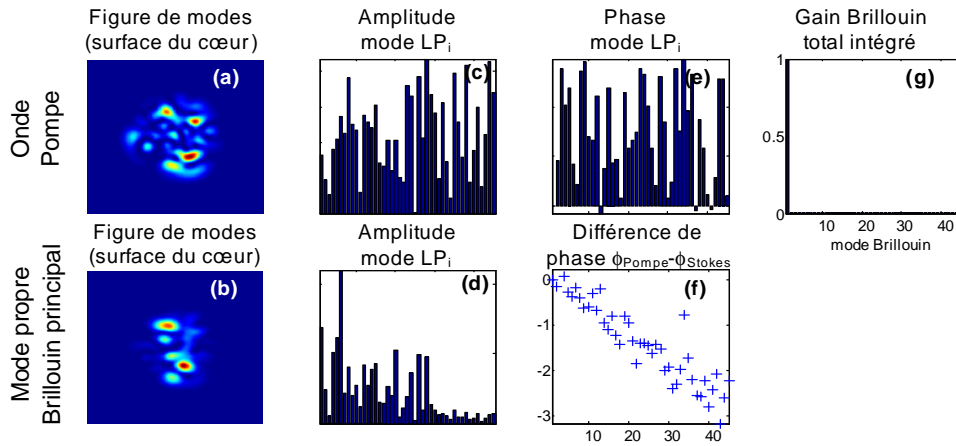 Figure de modes
(surface du cœur)
Amplitude
mode LPi
Phase
mode LPi
Gain Brillouin
total intégré
Onde
Pompe
(a)
(c)
(e)
(g)
1
0.5
0
10
20
30
40
mode Brillouin
Figure de modes
(surface du cœur)
Amplitude
mode LPi
Différence de
phase ϕPompe-ϕStokes
Mode propre
Brillouin principal
(b)
(d)
(f)
0
-1
-2
-3
10
20
30
40